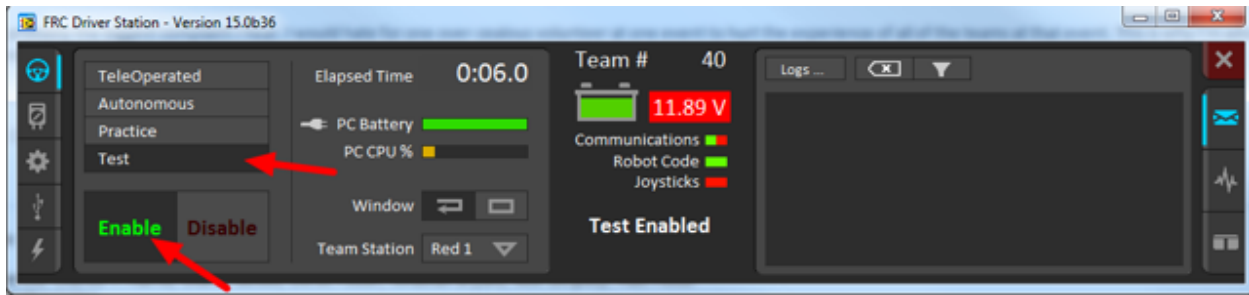 FRC Driver Station - Version 15.0b36
TeleOperated
Autonomous
Practice
Test
Enable
Disable
Elapsed Time 0:06.0
PC Battery
PC CPU %
Window
Team Station Red 1
Team # 40
11.89 V
Communications
Robot Code
Joysticks
Test Enabled
Logs ...